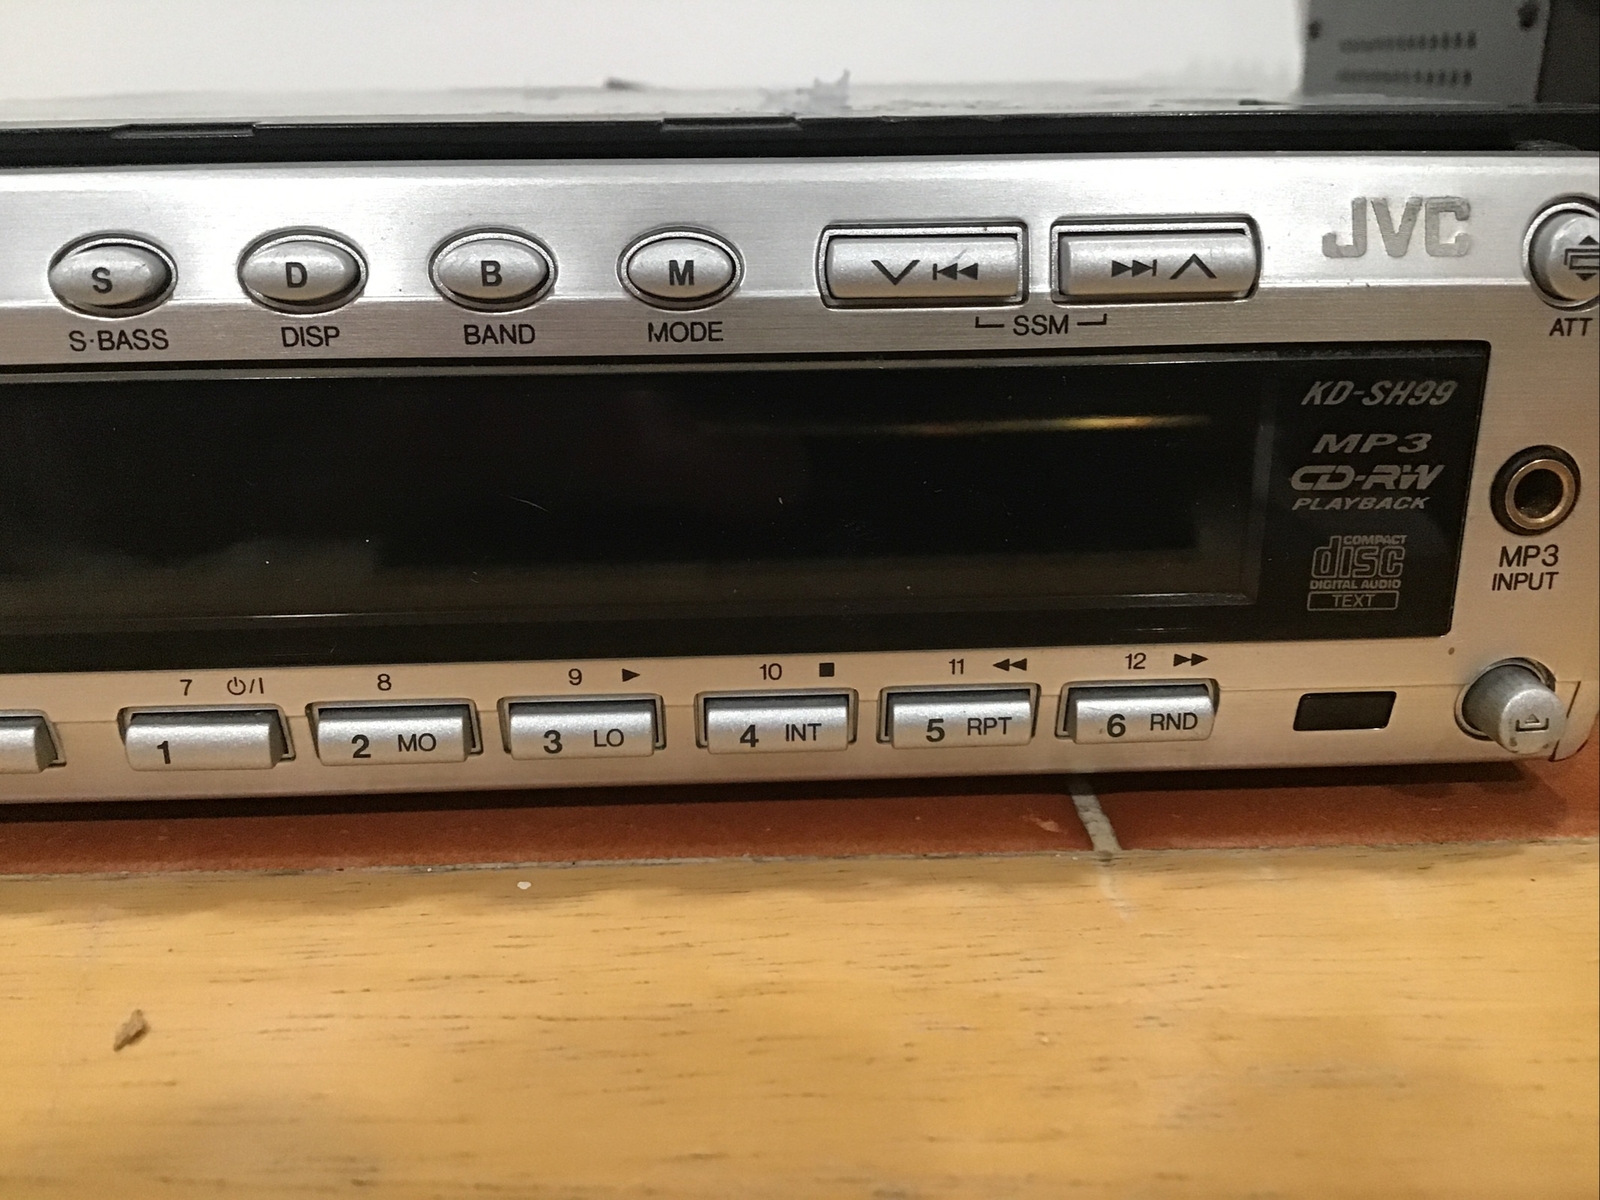 JVC
S D B M
S·BASS DISP BAND MODE SSM ATT
KD-SH99
MP3
CD-RW
PLAYBACK
COMPACT
disc
DIGITAL AUDIO
TEXT
MP3
INPUT
7 8 9 10 11 12
1 2 MO 3 LO 4 INT 5 RPT 6 RND